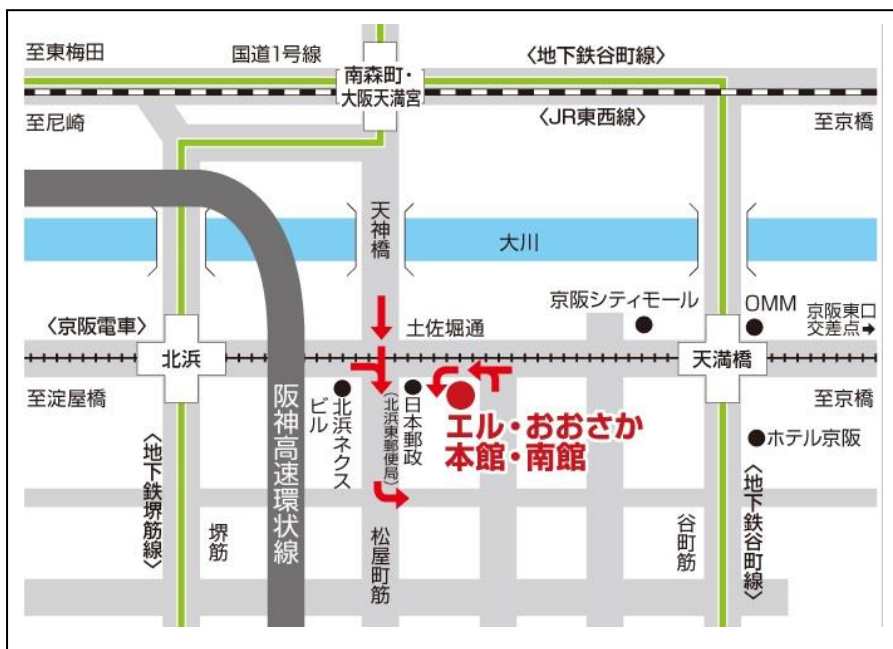 至東梅田
国道1号線
〈地下鉄谷町線〉
南森町・
大阪天満宮
至尼崎
〈JR東西線〉
至京橋
天神橋
大川
京阪シティモール
OMM
京阪東口
交差点➡
〈京阪電車〉
土佐堀通
北浜
天満橋
至淀屋橋
至京橋
阪神高速環状線
北浜ネクス
ビル
日本郵政
(北浜東郵便局)
エル・おおさか
本館・南館
ホテル京阪
〈地下鉄堺筋線〉
堺筋
松屋町筋
谷町筋
〈地下鉄谷町線〉